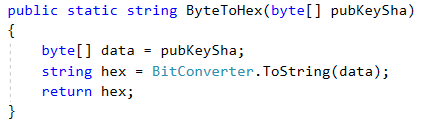 public static string ByteToHex(byte[] pubKeySha)
{
    byte[] data = pubKeySha;
    string hex = BitConverter.ToString(data);
    return hex;
}